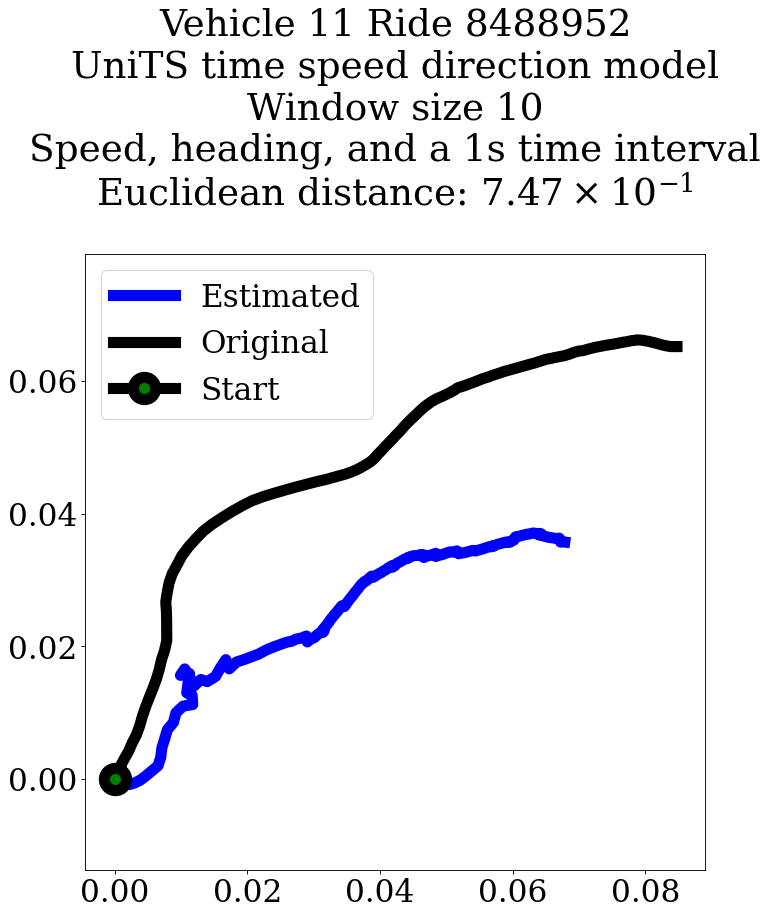 Vehicle 11 Ride 8488952
UniTS time speed direction model
Window size 10
Speed, heading, and a 1s time interval
Euclidean distance: 7.47 × 10⁻¹
Estimated
Original
Start
0.06
0.04
0.02
0.00
0.00 0.02 0.04 0.06 0.08